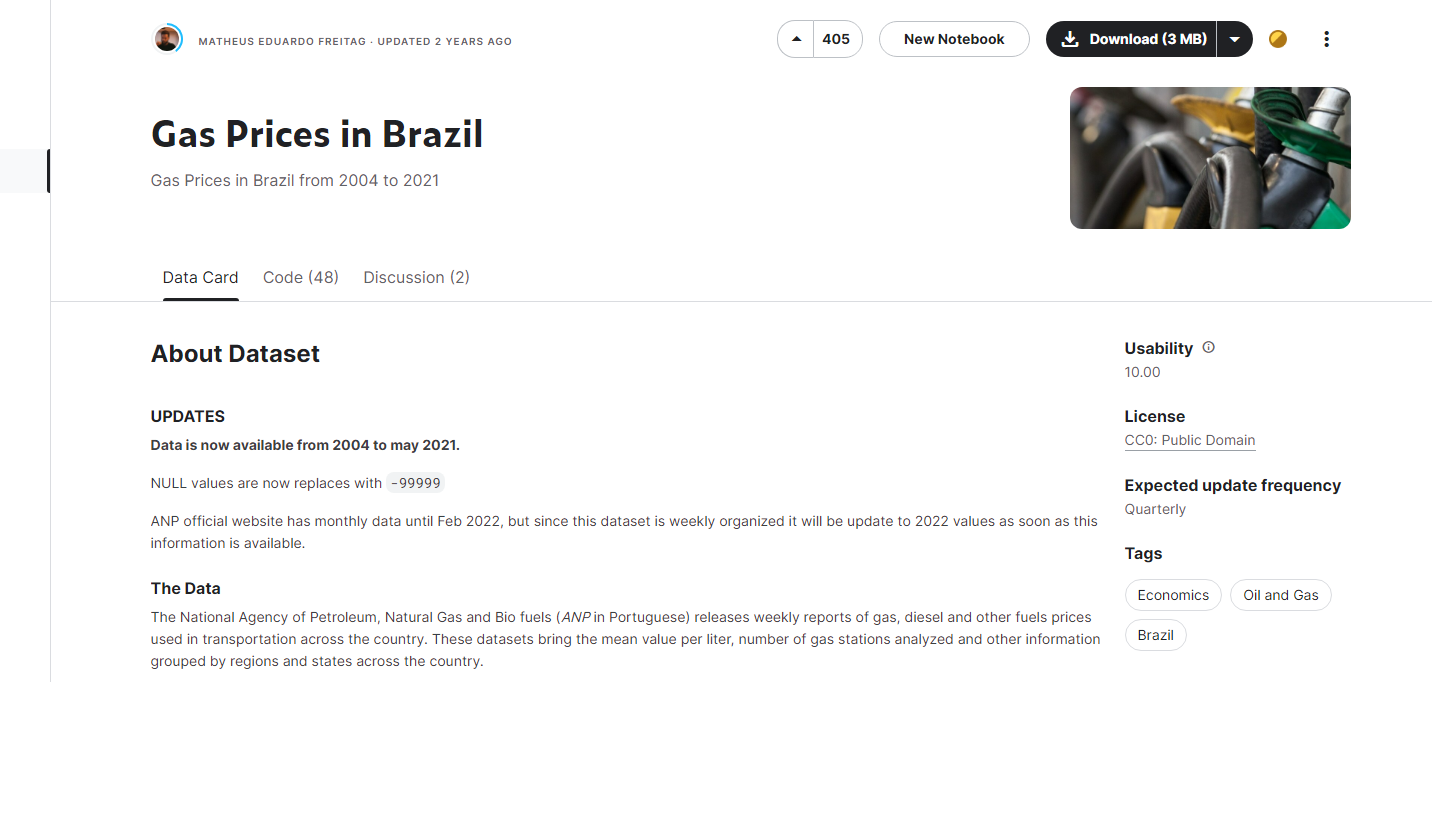 MATHEUS EDUARDO FREITAG · UPDATED 2 YEARS AGO
405
New Notebook
Download (3 MB)
Gas Prices in Brazil
Gas Prices in Brazil from 2004 to 2021
Data Card
Code (48)
Discussion (2)
About Dataset
UPDATES
Data is now available from 2004 to may 2021.
NULL values are now replaces with -99999
ANP official website has monthly data until Feb 2022, but since this dataset is weekly organized it will be update to 2022 values as soon as this
information is available.
The Data
The National Agency of Petroleum, Natural Gas and Bio fuels (ANP in Portuguese) releases weekly reports of gas, diesel and other fuels prices
used in transportation across the country. These datasets bring the mean value per liter, number of gas stations analyzed and other information
grouped by regions and states across the country.
Usability
10.00
License
CC0: Public Domain
Expected update frequency
Quarterly
Tags
Economics
Oil and Gas
Brazil